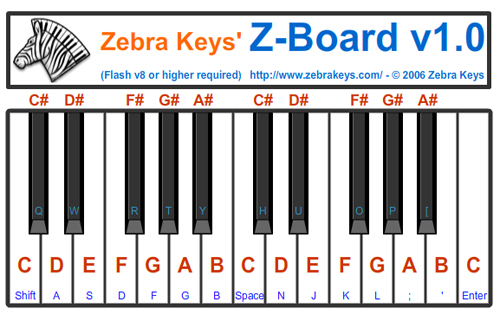 Zebra Keys' Z-Board v1.0
(Flash v8 or higher required) http://www.zebrakeys.com/ - © 2006 Zebra Keys
C# D# F# G# A# C# D# F# G# A#
Q W R T Y H U O P [
C D E F G A B C D E F G A B C
Shift A S D F G B Space N J K L ; ' Enter